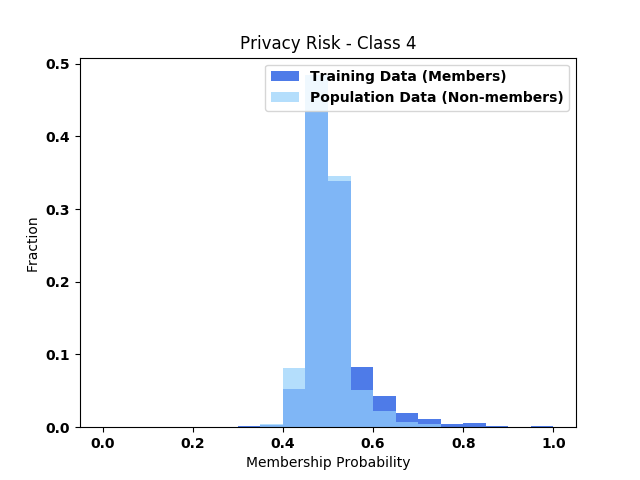 Privacy Risk - Class 4
Training Data (Members)
Population Data (Non-members)
0.5
0.4
0.3
0.2
0.1
0.0
Fraction
0.0 0.2 0.4 0.6 0.8 1.0
Membership Probability